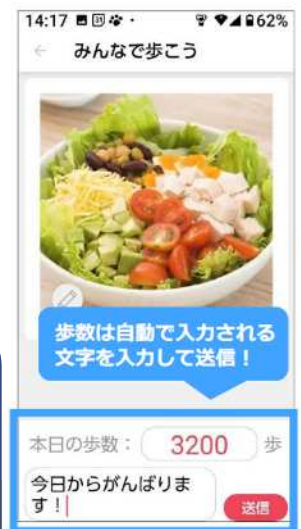 14:17 31 · 62%
← みんなで歩こう
歩数は自動で入力される
文字を入力して送信！
本日の歩数： 3200 歩
今日からがんばりま
す！
送信